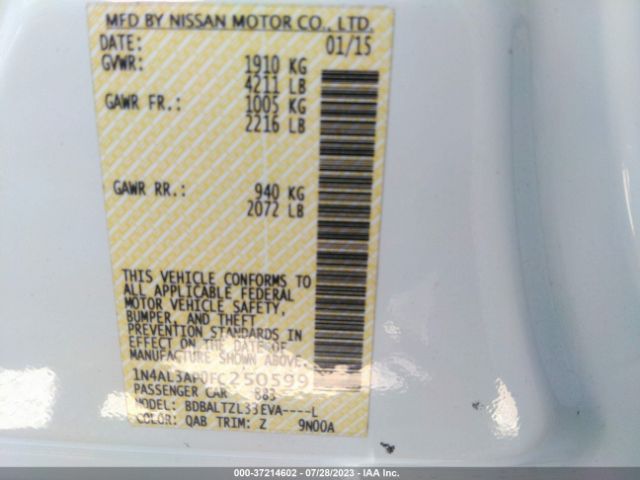 MFD BY NISSAN MOTOR CO., LTD.
DATE: 01/15
GVWR: 1910 KG
4211 LB
GAWR FR.: 1005 KG
2216 LB
GAWR RR.: 940 KG
2072 LB
THIS VEHICLE CONFORMS TO
ALL APPLICABLE FEDERAL
MOTOR VEHICLE SAFETY,
BUMPER, AND THEFT
PREVENTION STANDARDS IN
EFFECT ON THE DATE OF
MANUFACTURE SHOWN ABOVE.
1N4AL3AP0FC250599
PASSENGER CAR 883
MODEL: BDBALTZL33EVA----L
COLOR: QAB TRIM: Z 9N00A
000-37214602 - 07/28/2023 - IAA Inc.